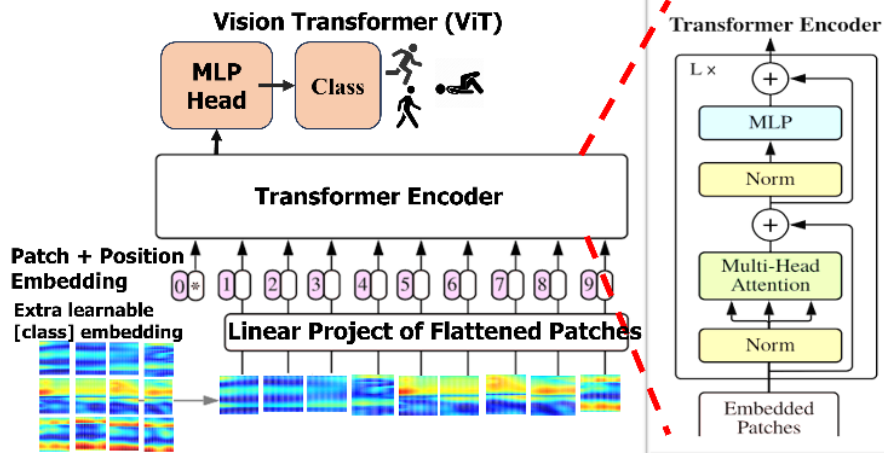 Vision Transformer (ViT)
MLP
Head
Class
Transformer Encoder
Patch + Position
Embedding
0 * 1 2 3 4 5 6 7 8 9
Extra learnable
[class] embedding
Linear Project of Flattened Patches
Transformer Encoder
L ×
+
MLP
Norm
+
Multi-Head
Attention
Norm
Embedded
Patches